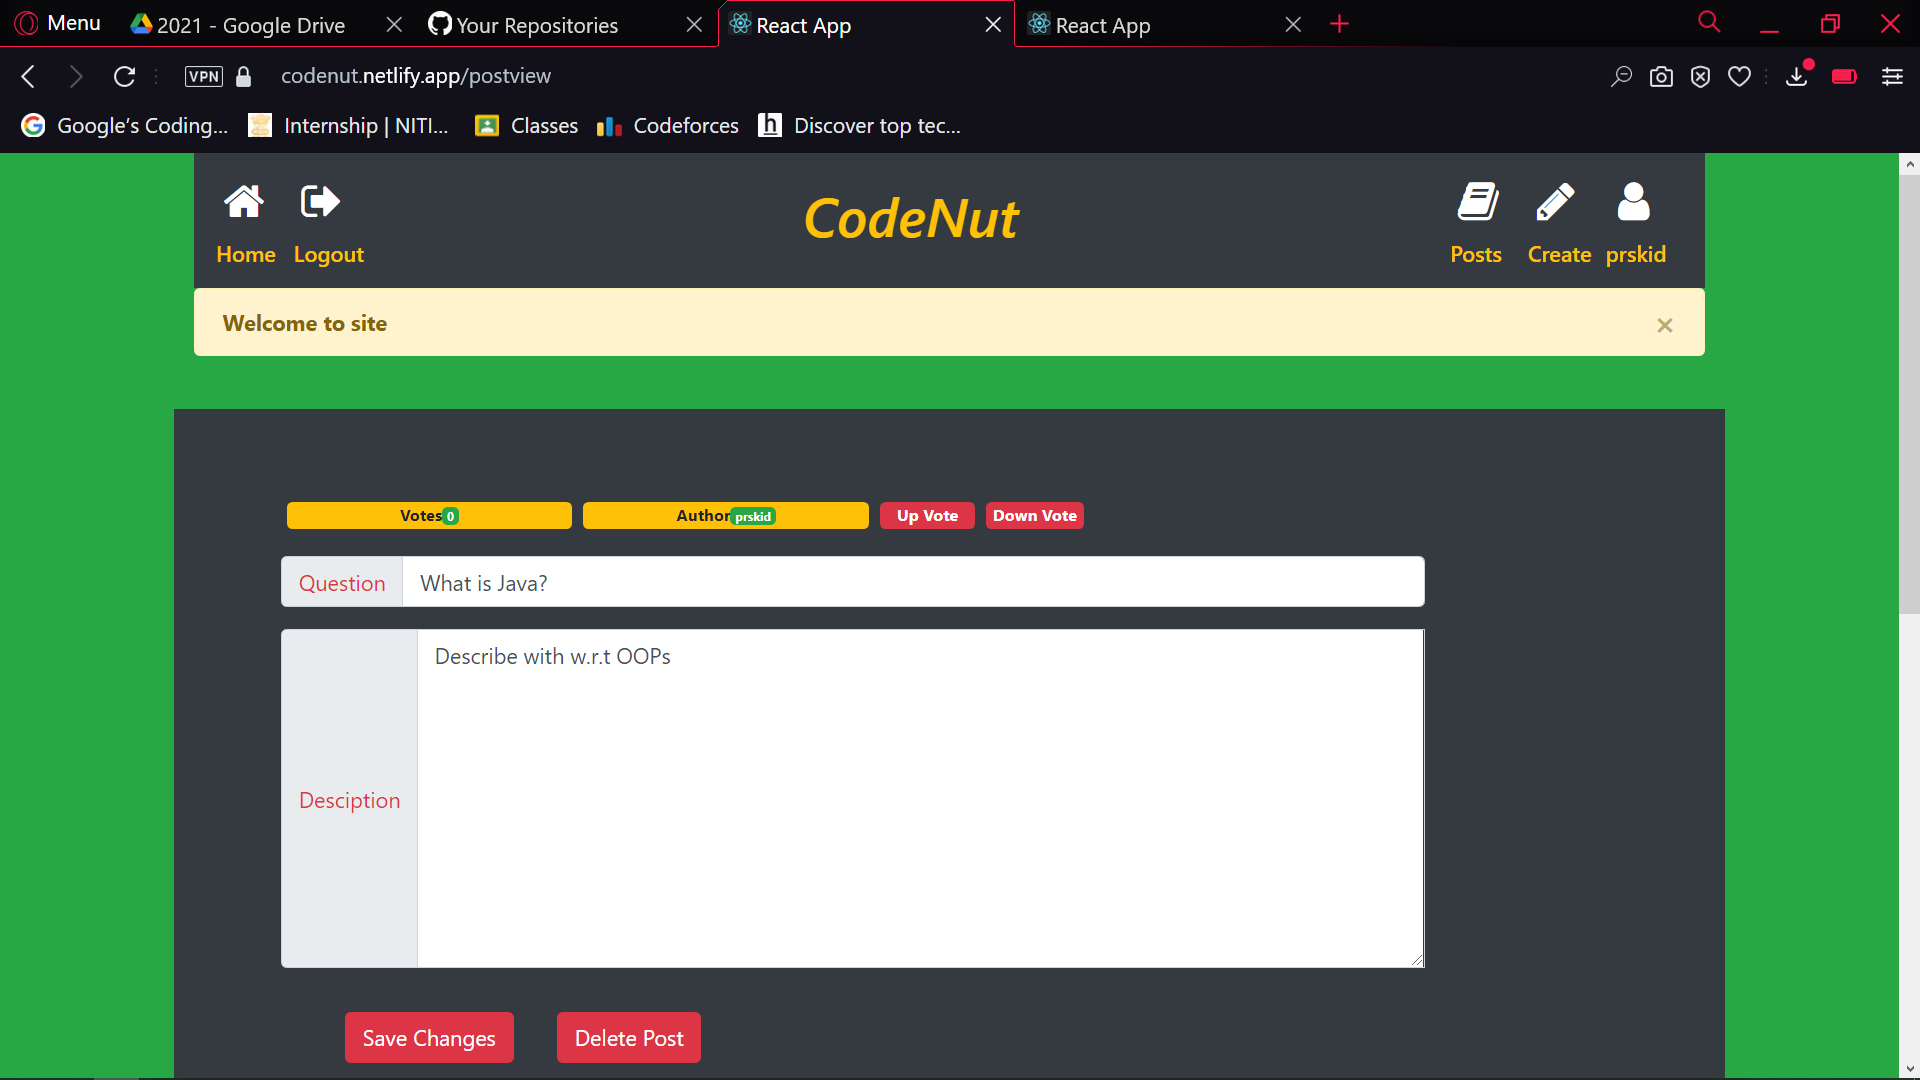 Menu
2021 - Google Drive
Your Repositories
React App
React App
VPN
codenut.netlify.app/postview
Google's Coding...
Internship | NITI...
Classes
Codeforces
h
Discover top tec...
Home
Logout
CodeNut
Posts
Create
prskid
Welcome to site
×
Votes 0
Author prskid
Up Vote
Down Vote
Question
What is Java?
Desciption
Describe with w.r.t OOPs
Save Changes
Delete Post